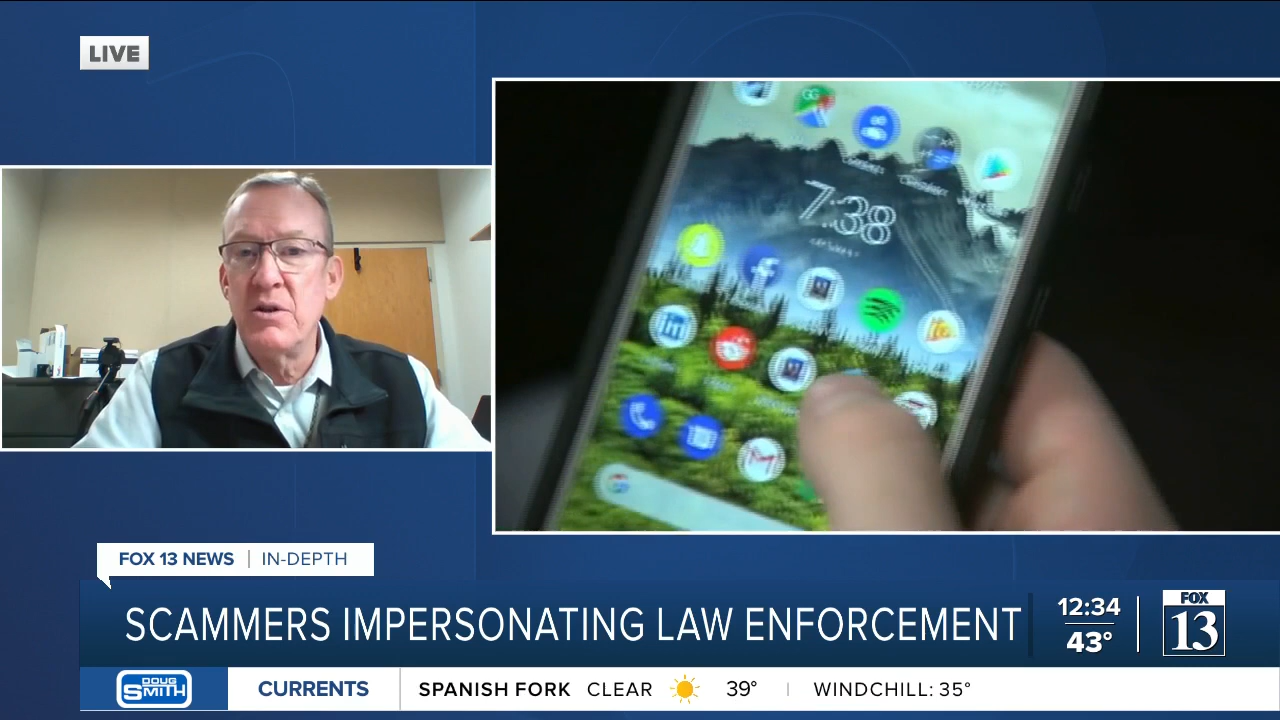 LIVE
GG
7:38
FOX 13 NEWS | IN-DEPTH
SCAMMERS IMPERSONATING LAW ENFORCEMENT
12:34
43°
FOX
13
DOUG
SMITH
CURRENTS
SPANISH FORK CLEAR 39° | WINDCHILL: 35°